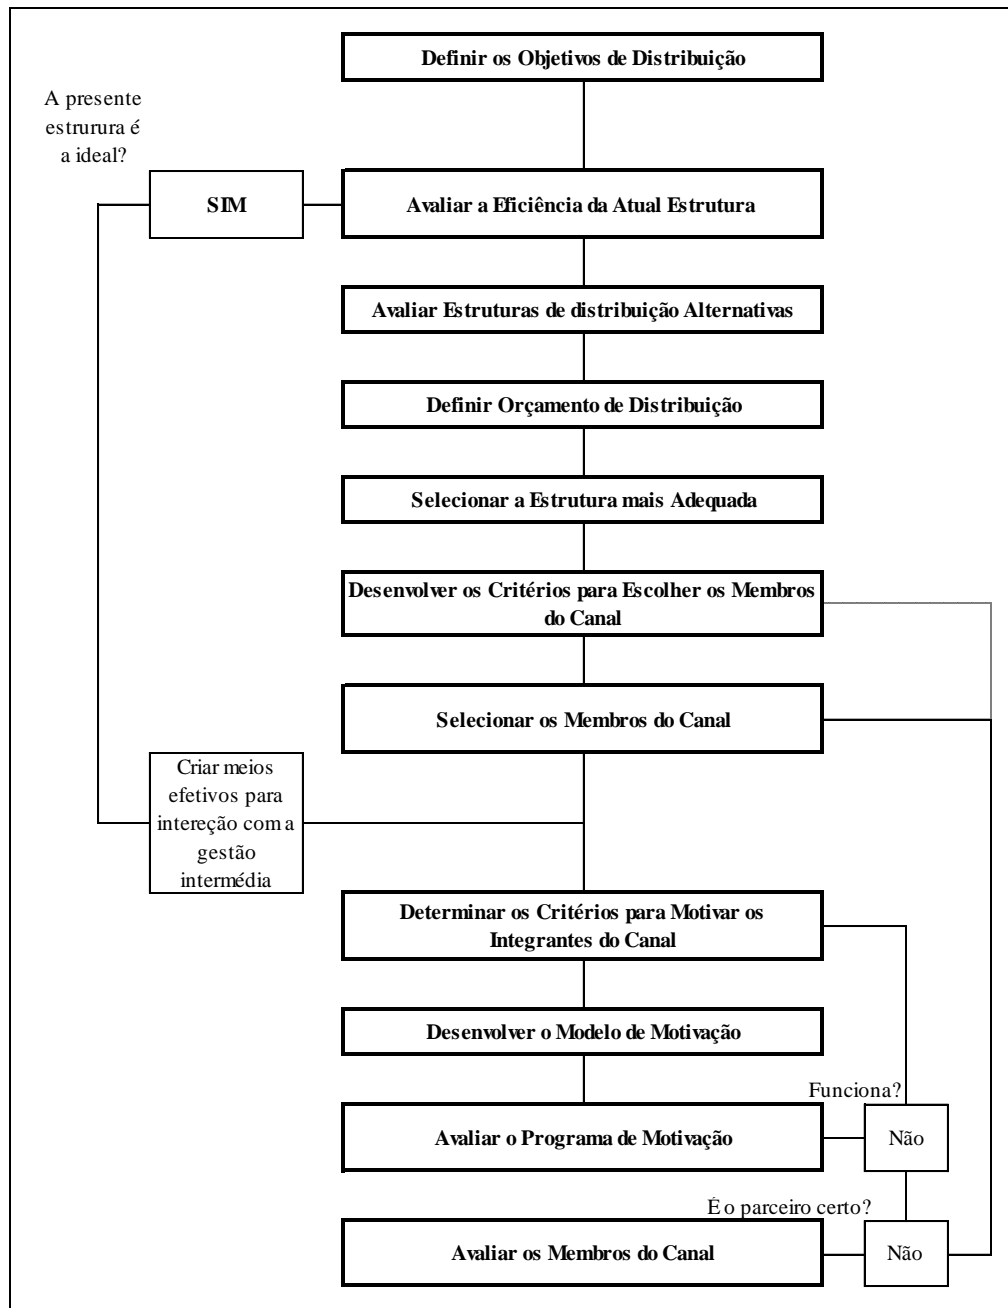 Definir os Objetivos de Distribuição
A presente
estrurura é
a ideal?
SIM
Avaliar a Eficiência da Atual Estrutura
Avaliar Estruturas de distribuição Alternativas
Definir Orçamento de Distribuição
Selecionar a Estrutura mais Adequada
Desenvolver os Critérios para Escolher os Membros
do Canal
Selecionar os Membros do Canal
Criar meios
efetivos para
intereção com a
gestão
intermédia
Determinar os Critérios para Motivar os
Integrantes do Canal
Desenvolver o Modelo de Motivação
Funciona?
Avaliar o Programa de Motivação
Não
É o parceiro certo?
Avaliar os Membros do Canal
Não